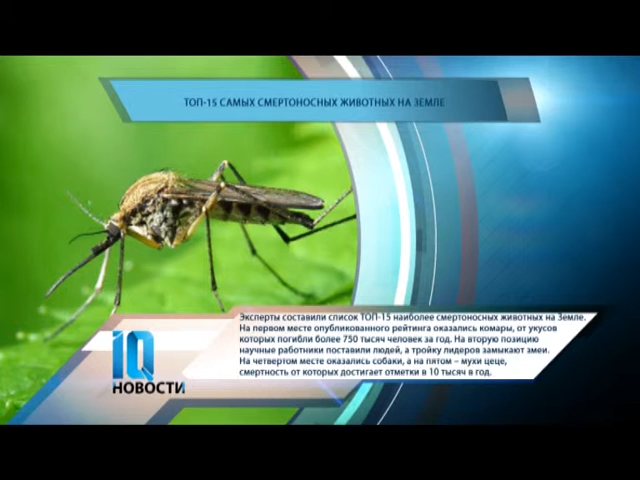 ТОП-15 САМЫХ СМЕРТОНОСНЫХ ЖИВОТНЫХ НА ЗЕМЛЕ
Эксперты составили список ТОП-15 наиболее смертоносных животных на Земле.
На первом месте опубликованного рейтинга оказались комары, от укусов
которых погибли более 750 тысяч человек за год. На вторую позицию
научные работники поставили людей, а тройку лидеров замыкают змеи.
На четвертом месте оказались собаки, а на пятом – мухи цеце,
смертность от которых достигает отметки в 10 тысяч в год.
IQ
НОВОСТИ